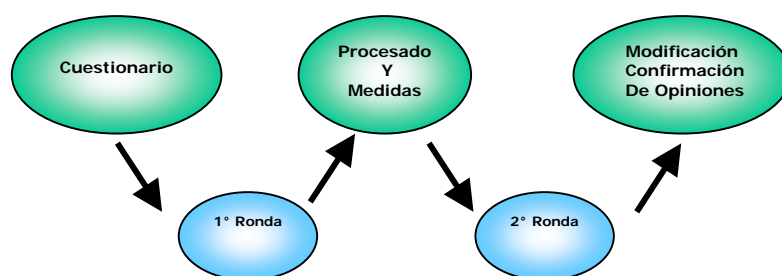 Cuestionario
Procesado
Y
Medidas
Modificación
Confirmación
De Opiniones
1° Ronda
2° Ronda